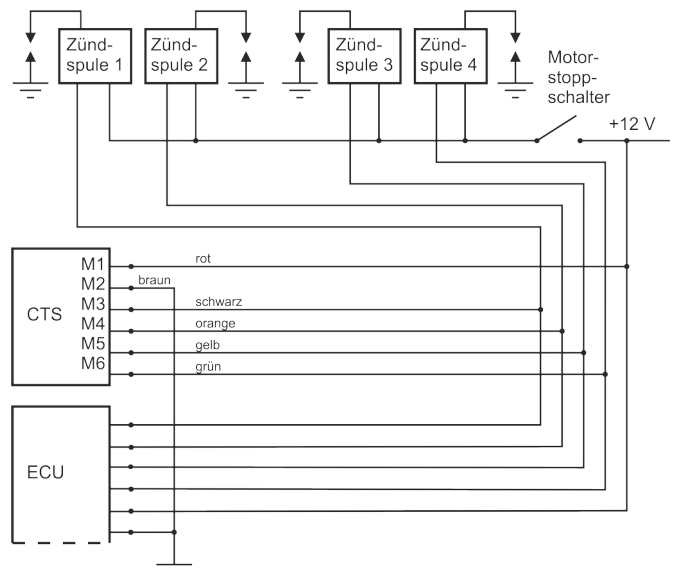 Zünd-
spule 1
Zünd-
spule 2
Zünd-
spule 3
Zünd-
spule 4
Motor-
stopp-
schalter
+12 V
CTS
M1
M2
M3
M4
M5
M6
rot
braun
schwarz
orange
gelb
grün
ECU